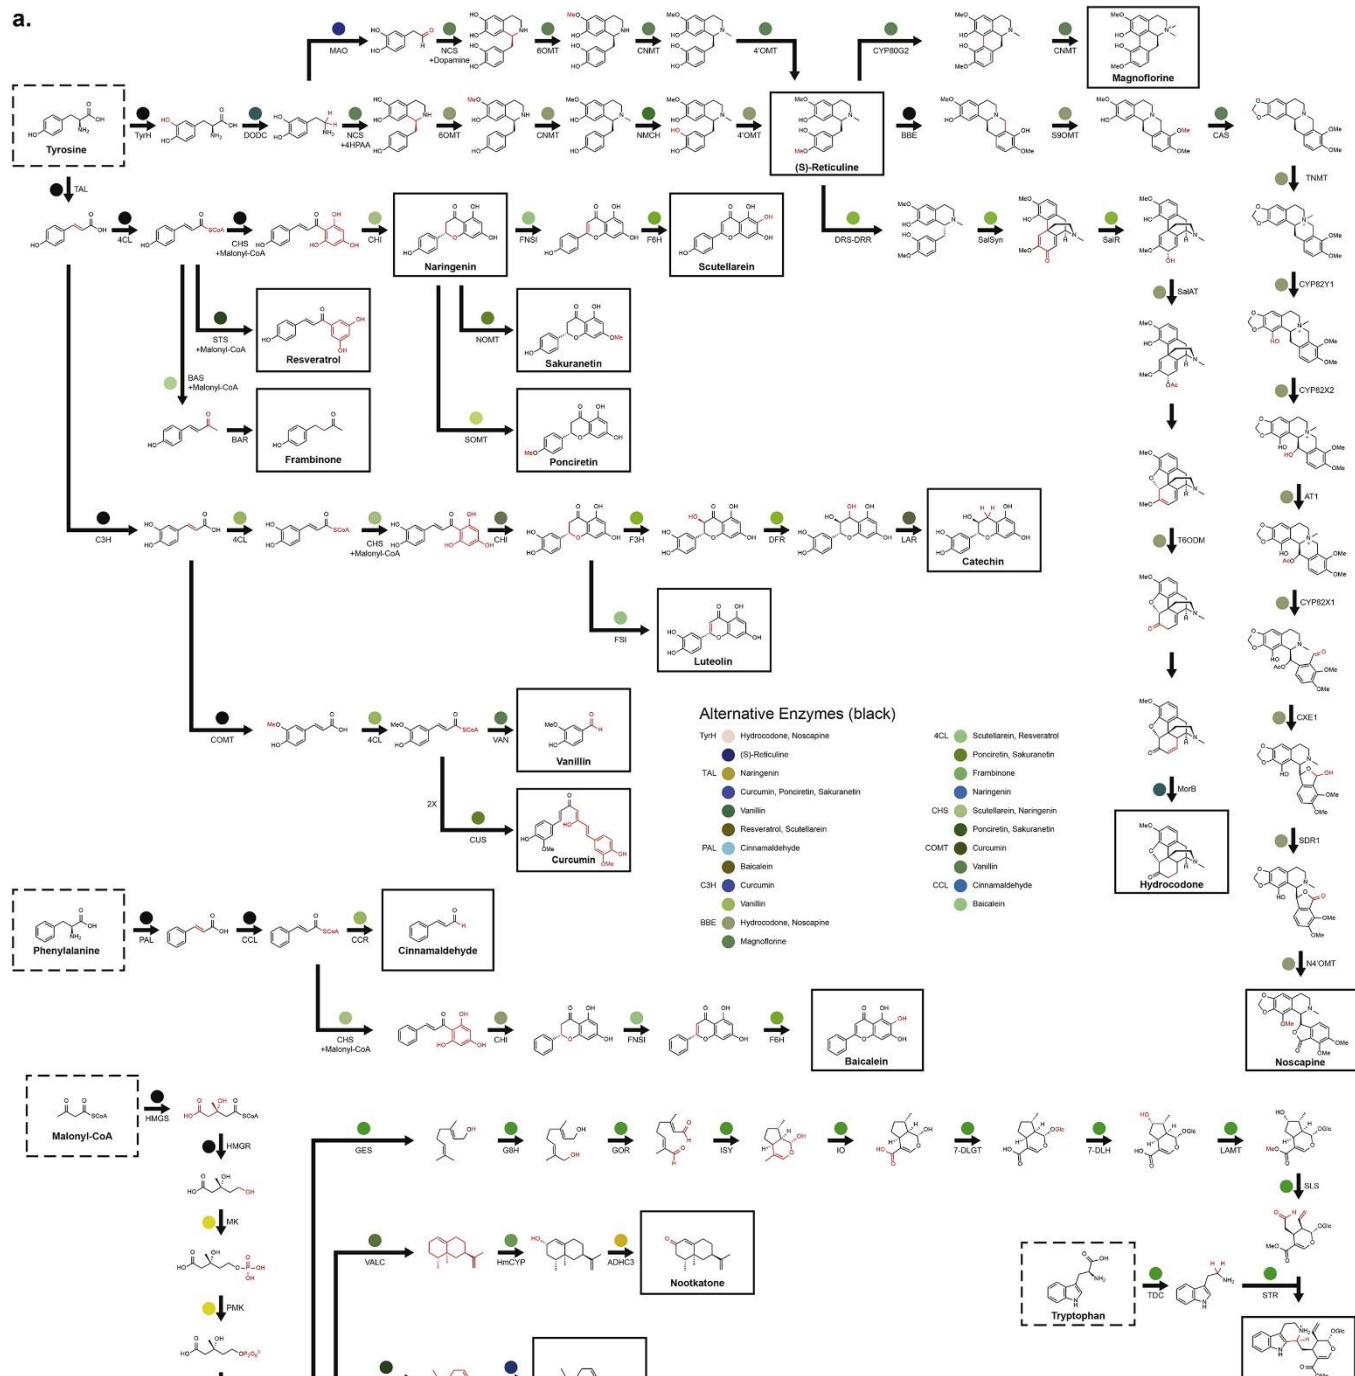 a.
MAO
NCS
+Dopamine
6OMT
CNMT
4'OMT
CYP80G2
CNMT
Magnoflorine
Tyrosine
TyrH
DODC
NCS
+4HPAA
6OMT
CNMT
NMCH
4'OMT
(S)-Reticuline
BBE
S9OMT
CAS
TNMT
TAL
4CL
CHS
+Malonyl-CoA
CHI
Naringenin
FNSI
F6H
Scutellarein
DRS-DRR
SalSyn
SalR
CYP82Y1
SalAT
STS
+Malonyl-CoA
Resveratrol
NOMT
Sakuranetin
BAS
+Malonyl-CoA
BAR
Frambinone
SOMT
Ponciretin
CYP82X2
AT1
C3H
4CL
CHS
+Malonyl-CoA
CHI
F3H
DFR
LAR
Catechin
T6ODM
CYP82X1
FSI
Luteolin
COMT
4CL
VAN
Vanillin
2X
CUS
Curcumin
CXE1
MorB
Hydrocodone
SDR1
Alternative Enzymes (black)
TyrH Hydrocodone, Noscapine
(S)-Reticuline
TAL Naringenin
Curcumin, Ponciretin, Sakuranetin
Vanillin
Resveratrol, Scutellarein
PAL Cinnamaldehyde
Baicalein
C3H Curcumin
Vanillin
BBE Hydrocodone, Noscapine
Magnoflorine
4CL Scutellarein, Resveratrol
Ponciretin, Sakuranetin
Frambinone
Naringenin
CHS Scutellarein, Naringenin
Ponciretin, Sakuranetin
COMT Curcumin
Vanillin
CCL Cinnamaldehyde
Baicalein
Phenylalanine
PAL
CCL
CCR
Cinnamaldehyde
N4'OMT
CHS
+Malonyl-CoA
CHI
FNSI
F6H
Baicalein
Noscapine
Malonyl-CoA
HMGS
HMGR
GES
G8H
GOR
ISY
IO
7-DLGT
7-DLH
LAMT
SLS
MK
VALC
HmCYP
ADHC3
Nootkatone
Tryptophan
TDC
STR
PMK